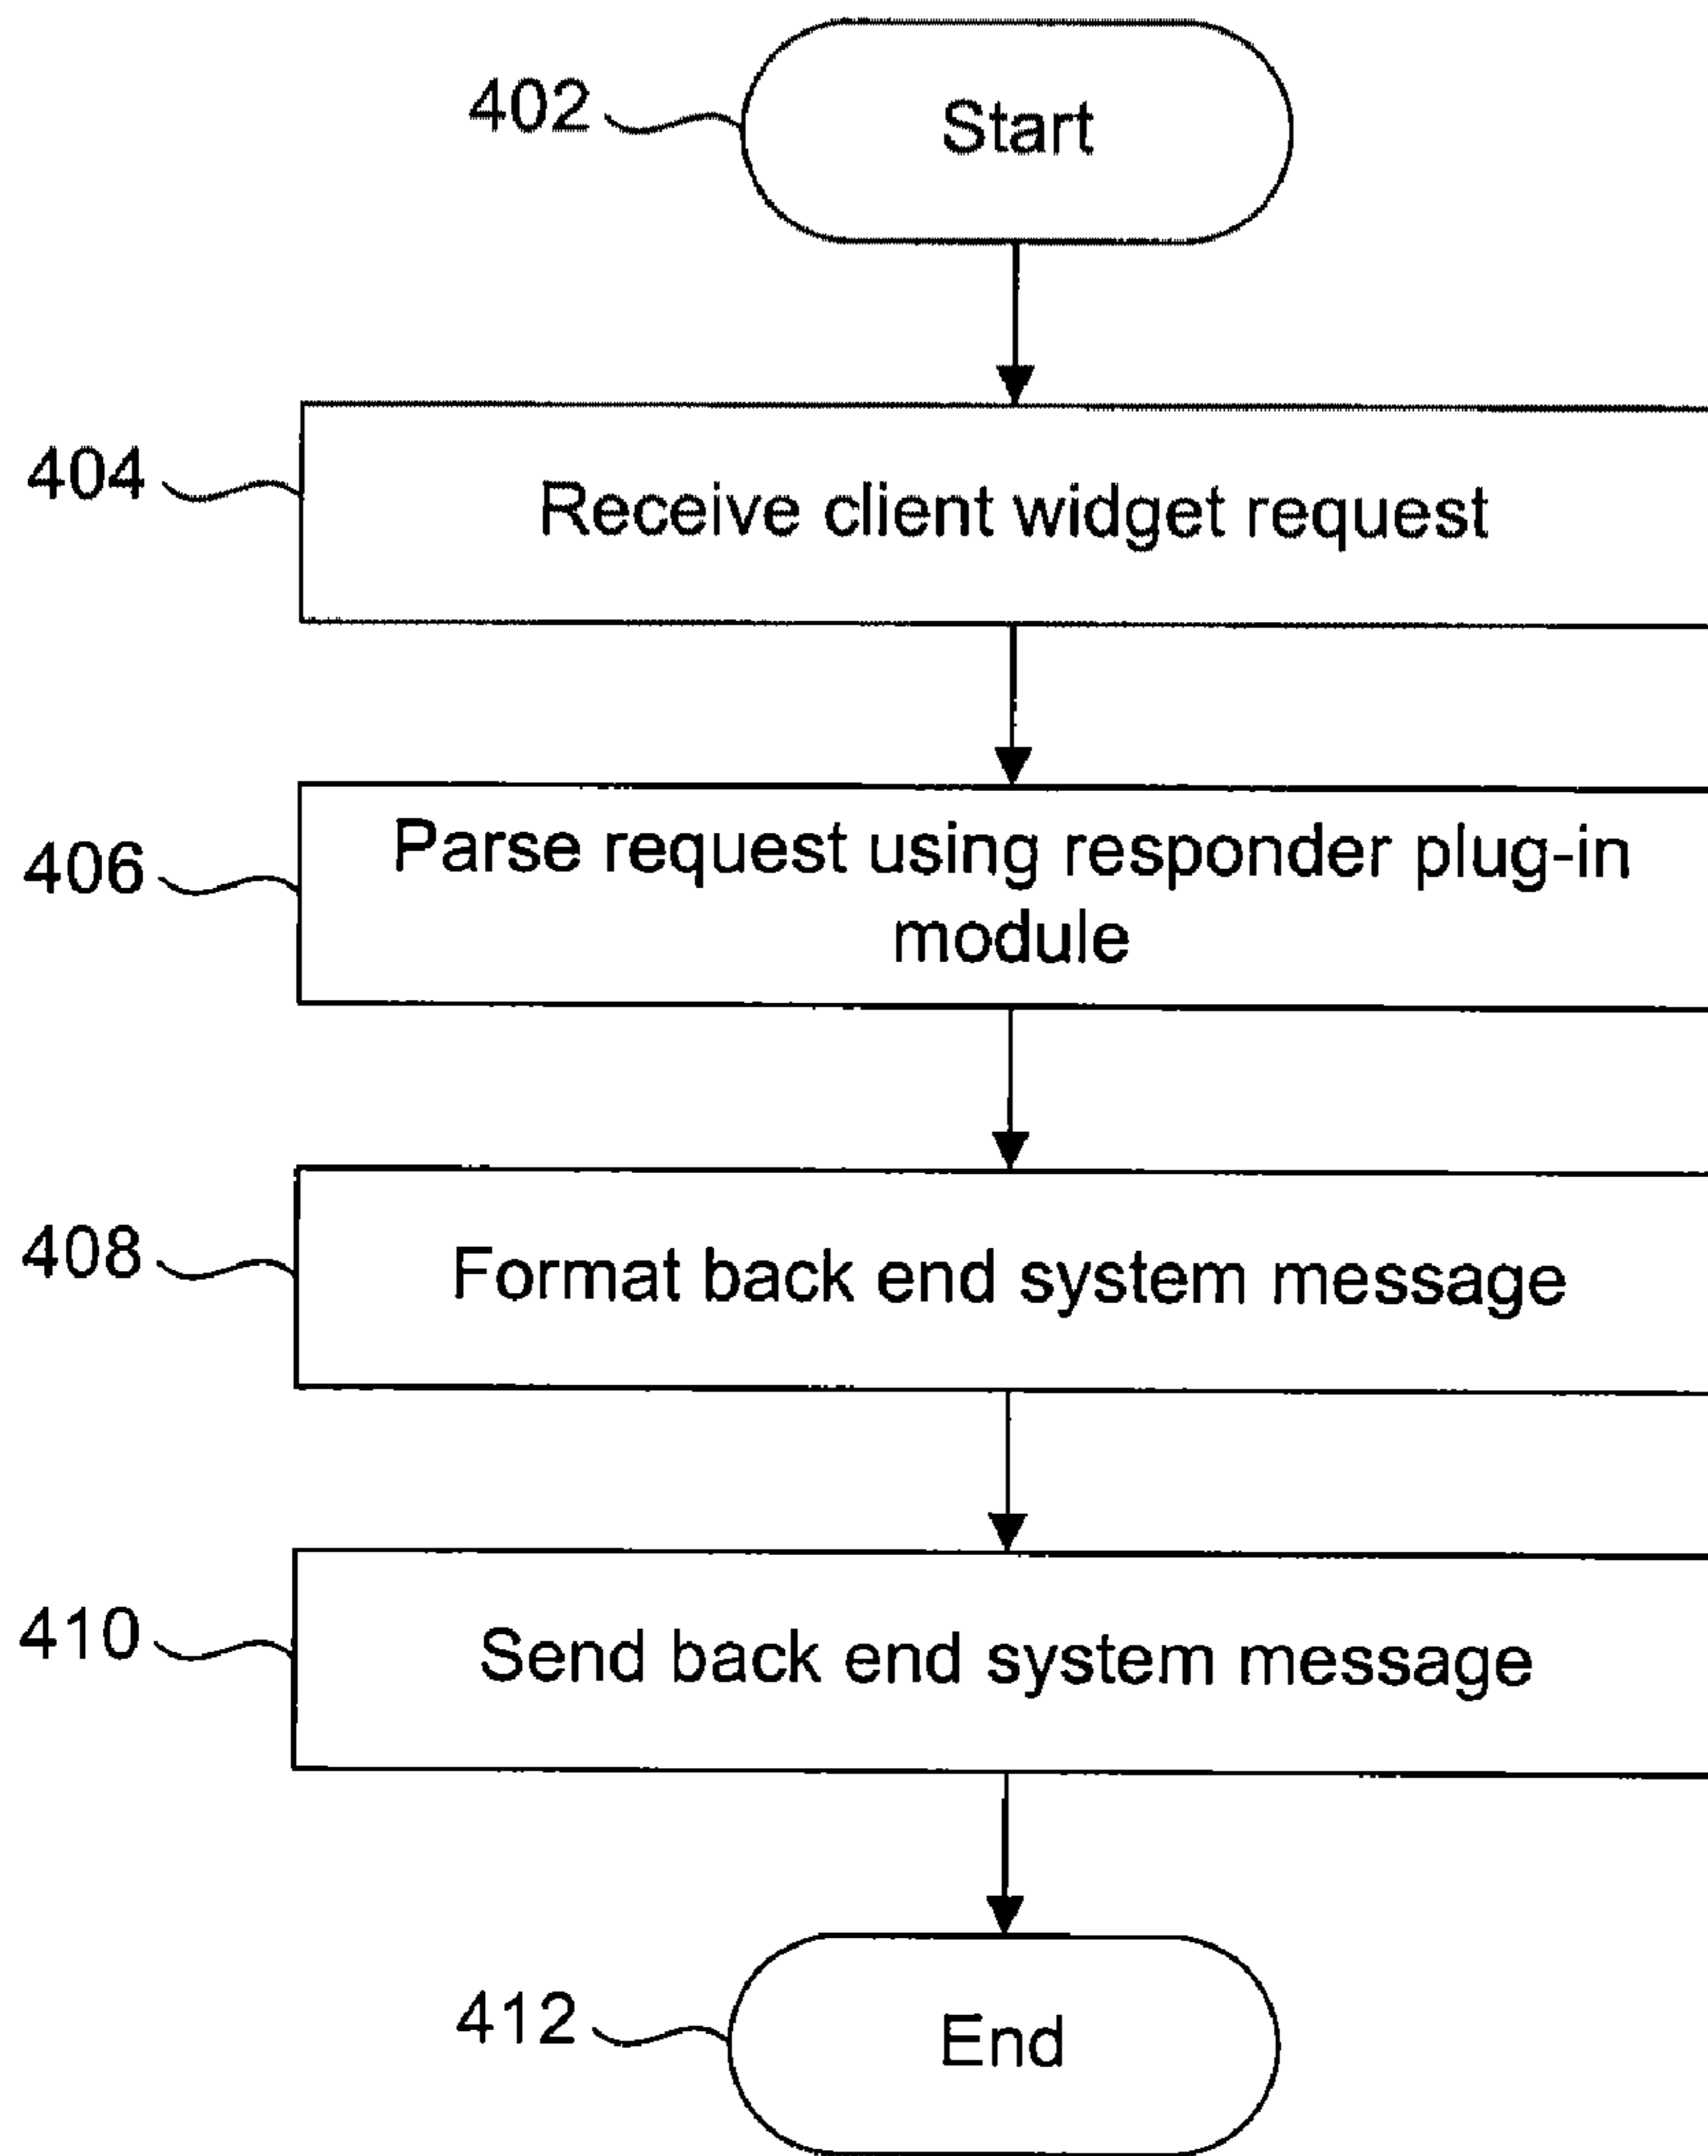 402
Start
404
Receive client widget request
406
Parse request using responder plug-in
module
408
Format back end system message
410
Send back end system message
412
End